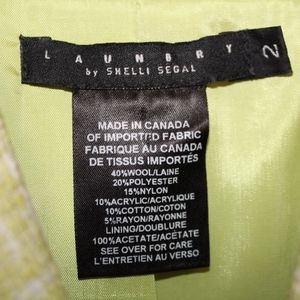 LAUNDRY
by SHELLI SEGAL
2
MADE IN CANADA
OF IMPORTED FABRIC
FABRIQUE AU CANADA
DE TISSUS IMPORTÉS
40%WOOL/LAINE
20%POLYESTER
15%NYLON
10%ACRYLIC/ACRYLIQUE
10%COTTON/COTON
5%RAYON/RAYONNE
LINING/DOUBLURE
100%ACETATE/ACÉTATE
SEE OVER FOR CARE
L'ENTRETIEN AU VERSO